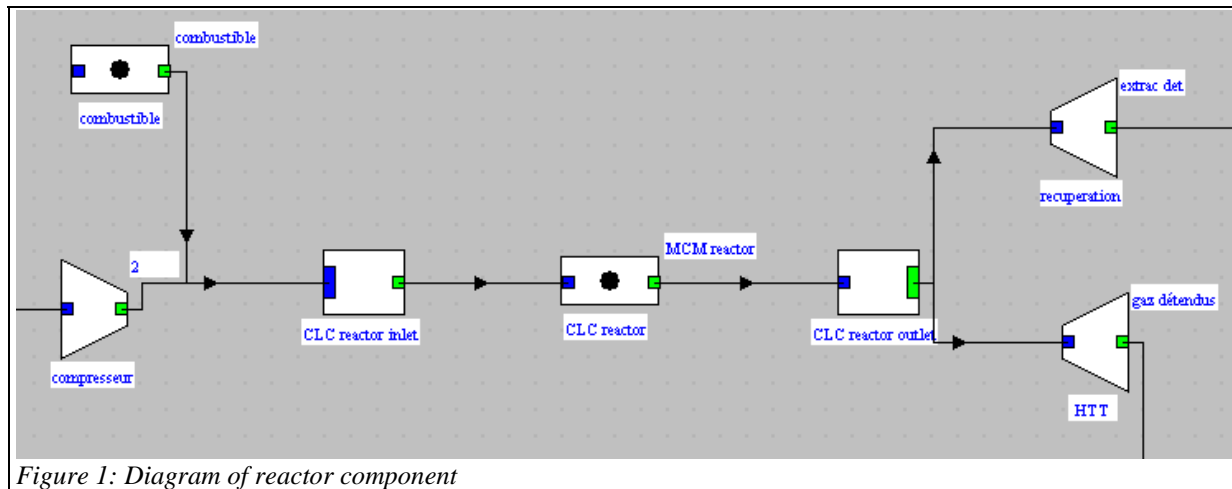 combustible
combustible
extrac det.
recuperation
2
MCM reactor
CLC reactor inlet
CLC reactor
CLC reactor outlet
gaz détendus
compresseur
HTT
Figure 1: Diagram of reactor component